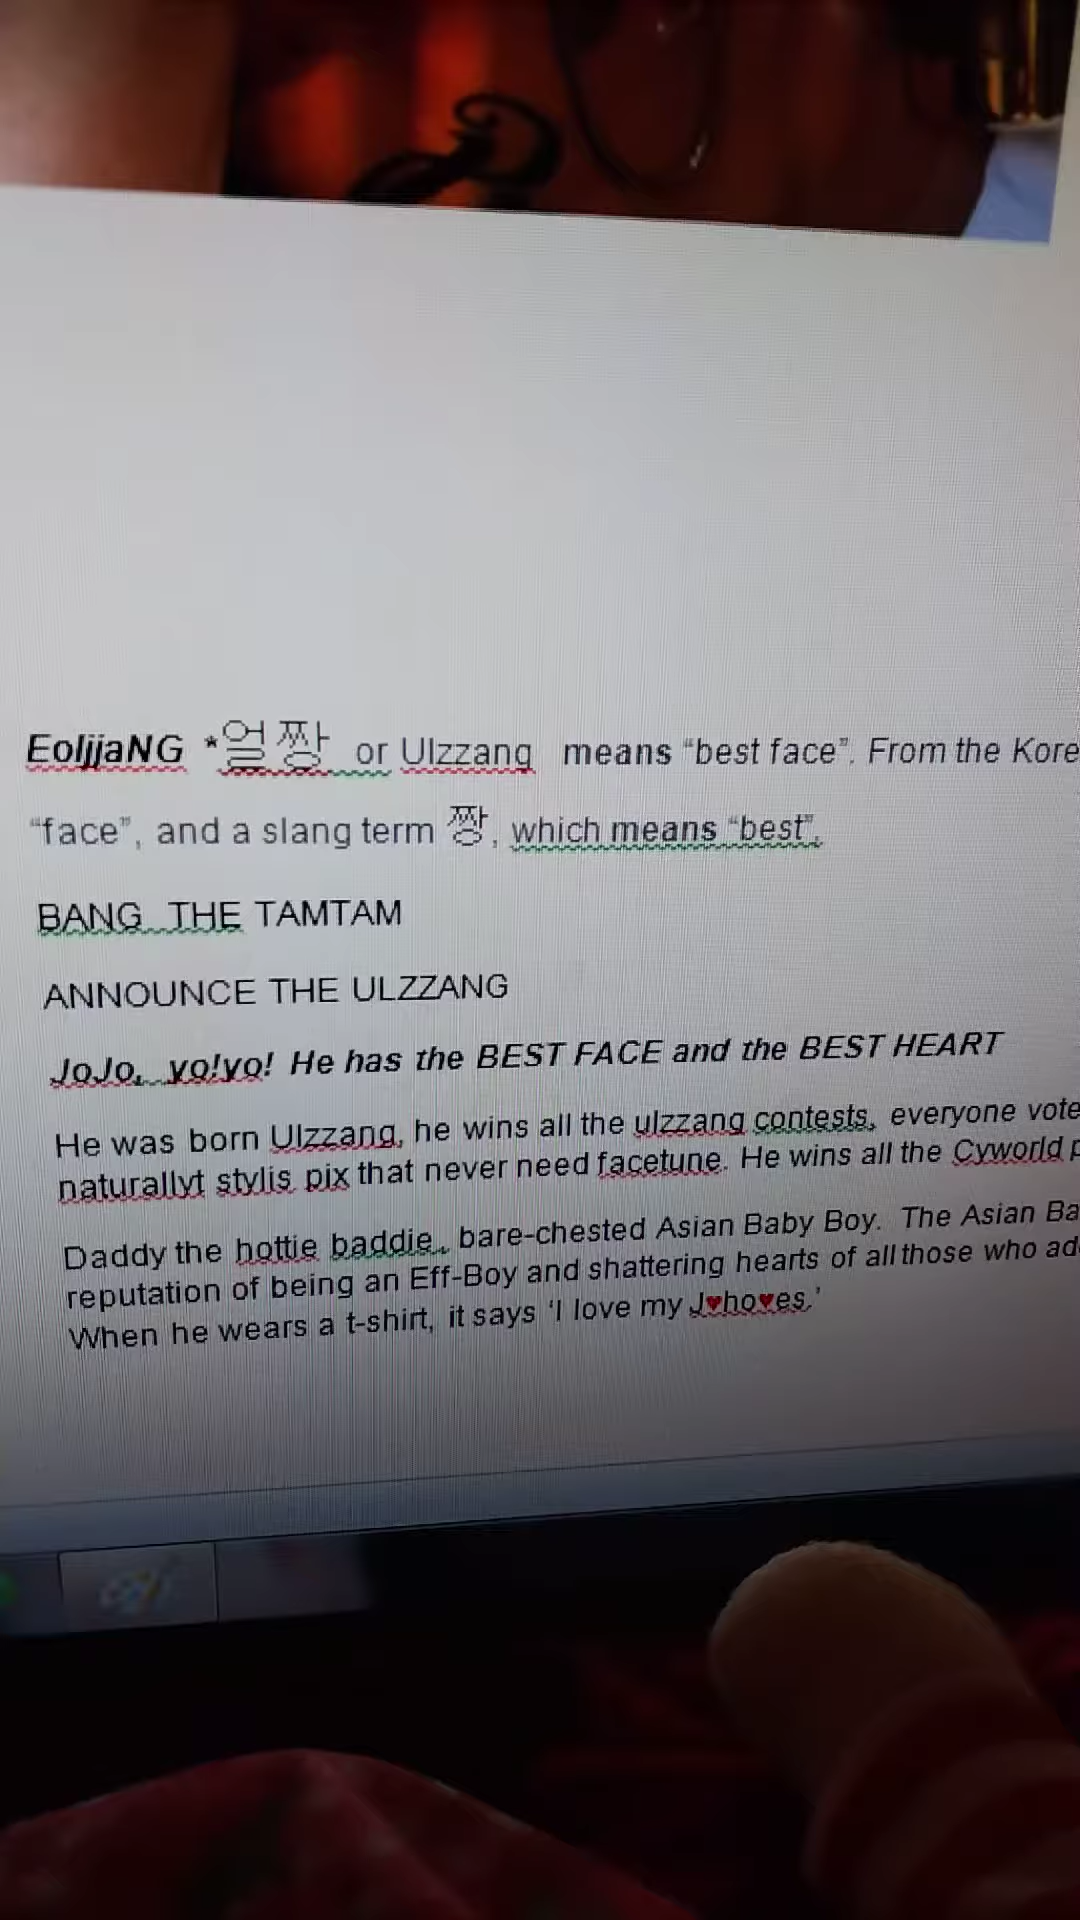 EoljjaNG *얼짱 or Ulzzang means “best face”. From the Kore
“face”, and a slang term 짱, which means “best”.
BANG THE TAMTAM
ANNOUNCE THE ULZZANG
JoJo, yo!yo! He has the BEST FACE and the BEST HEART
He was born Ulzzang, he wins all the ulzzang contests, everyone vote
naturallyt stylis pix that never need facetune. He wins all the Cyworld p
Daddy the hottie baddie, bare-chested Asian Baby Boy. The Asian Ba
reputation of being an Eff-Boy and shattering hearts of all those who ad
When he wears a t-shirt, it says ‘I love my J♥ho♥es.’